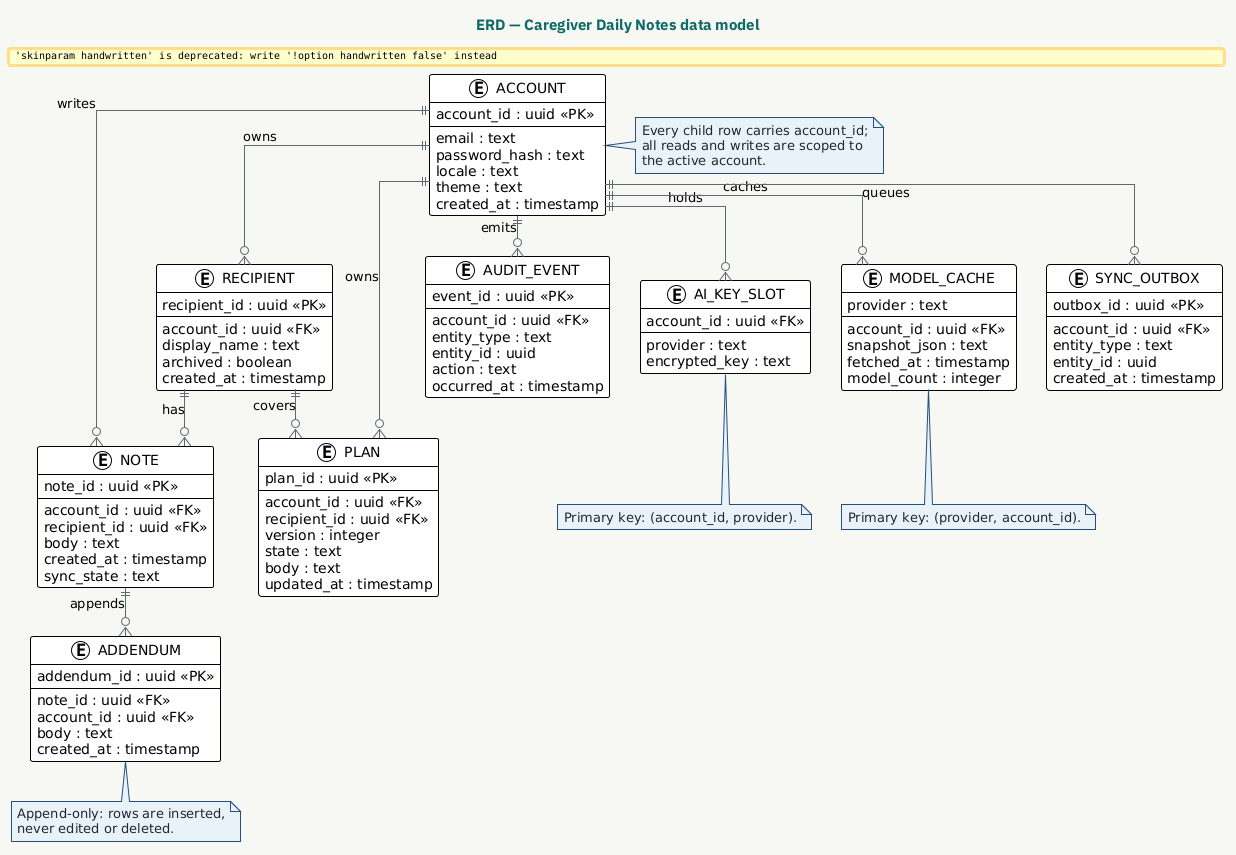 ERD — Caregiver Daily Notes data model
'skinparam handwritten' is deprecated: write '!option handwritten false' instead
E ACCOUNT
account_id : uuid «PK»
email : text
password_hash : text
locale : text
theme : text
created_at : timestamp
Every child row carries account_id;
all reads and writes are scoped to
the active account.
writes
owns
owns
emits
holds
caches
queues
E RECIPIENT
recipient_id : uuid «PK»
account_id : uuid «FK»
display_name : text
archived : boolean
created_at : timestamp
E AUDIT_EVENT
event_id : uuid «PK»
account_id : uuid «FK»
entity_type : text
entity_id : uuid
action : text
occurred_at : timestamp
E AI_KEY_SLOT
account_id : uuid «FK»
provider : text
encrypted_key : text
E MODEL_CACHE
provider : text
account_id : uuid «FK»
snapshot_json : text
fetched_at : timestamp
model_count : integer
E SYNC_OUTBOX
outbox_id : uuid «PK»
account_id : uuid «FK»
entity_type : text
entity_id : uuid
created_at : timestamp
has
covers
E NOTE
note_id : uuid «PK»
account_id : uuid «FK»
recipient_id : uuid «FK»
body : text
created_at : timestamp
sync_state : text
E PLAN
plan_id : uuid «PK»
account_id : uuid «FK»
recipient_id : uuid «FK»
version : integer
state : text
body : text
updated_at : timestamp
Primary key: (account_id, provider).
Primary key: (provider, account_id).
appends
E ADDENDUM
addendum_id : uuid «PK»
note_id : uuid «FK»
account_id : uuid «FK»
body : text
created_at : timestamp
Append-only: rows are inserted,
never edited or deleted.